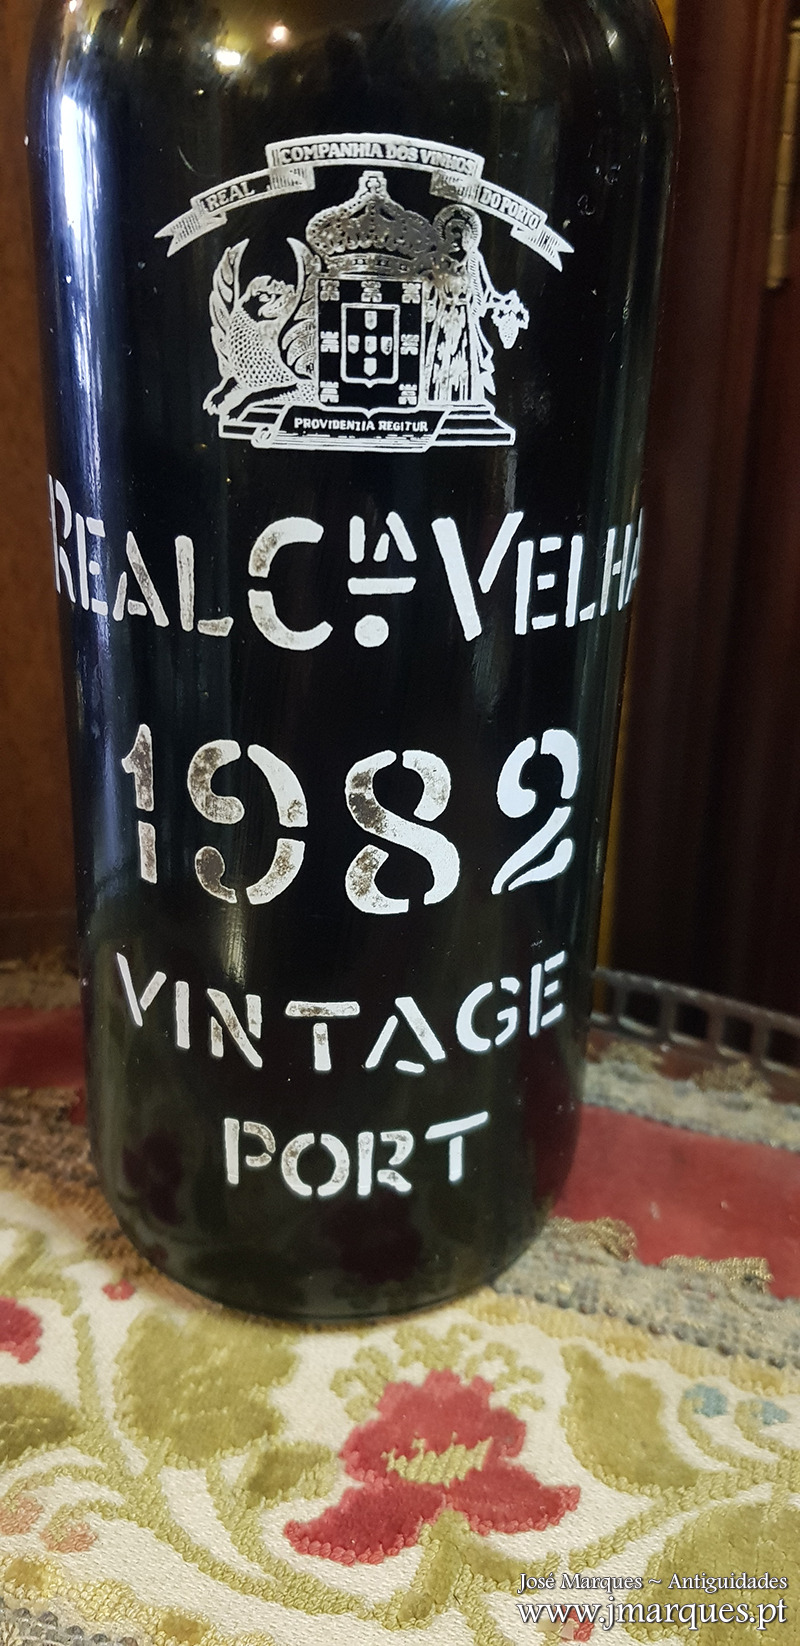 REAL COMPANHIA DOS VINHOS DO PORTO
PROVIDENTIA REGITUR
REAL Cᴵᴬ VELHA
1982
VINTAGE
PORT
José Marques ~ Antiguidades
www.jmarques.pt